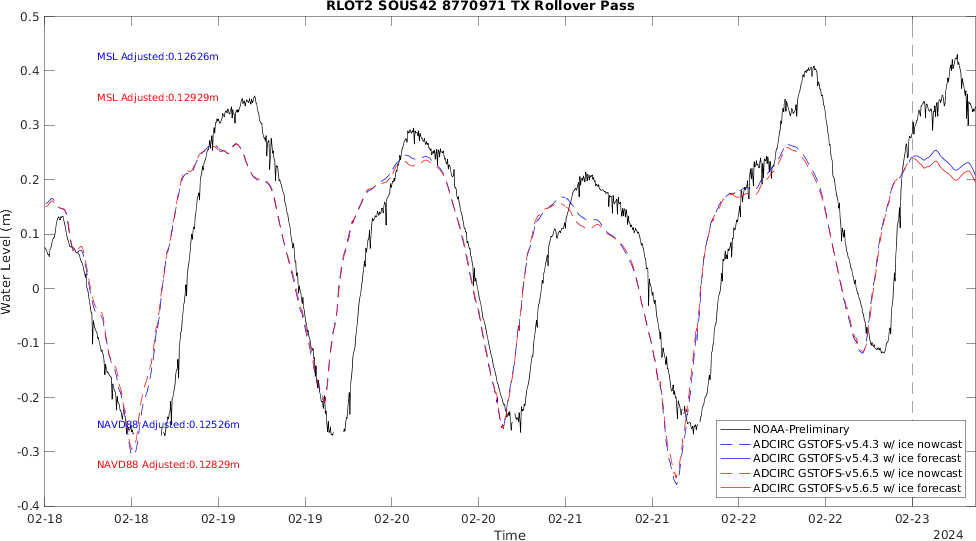 RLOT2 SOUS42 8770971 TX Rollover Pass
0.5
0.4
0.3
0.2
0.1
0
-0.1
-0.2
-0.3
-0.4
Water Level (m)
MSL Adjusted:0.12626m
MSL Adjusted:0.12929m
NAVD88 Adjusted:0.12526m
NAVD88 Adjusted:0.12829m
NOAA-Preliminary
ADCIRC GSTOFS-v5.4.3 w/ ice nowcast
ADCIRC GSTOFS-v5.4.3 w/ ice forecast
ADCIRC GSTOFS-v5.6.5 w/ ice nowcast
ADCIRC GSTOFS-v5.6.5 w/ ice forecast
02-18 02-18 02-19 02-19 02-20 02-20 02-21 02-21 02-22 02-22 02-23
Time
2024